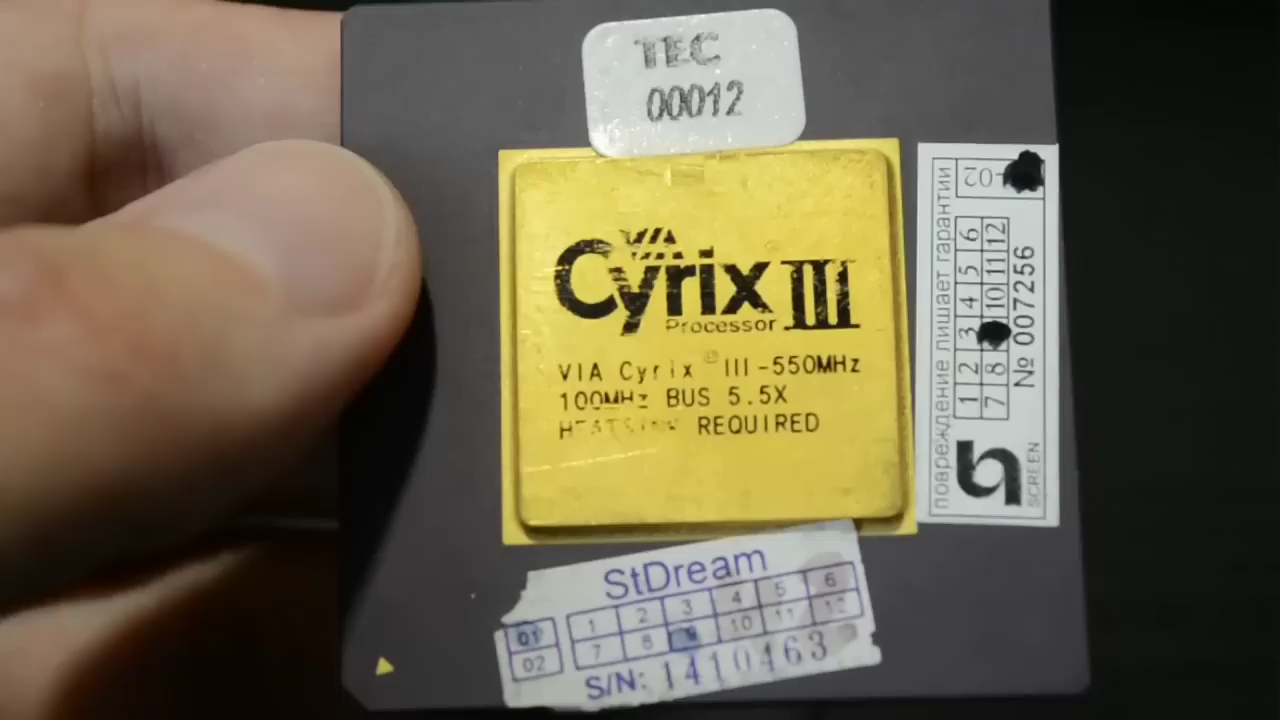 TEC
00012
VIA
Cyrix III
Processor
VIA Cyrix III-550MHz
100MHz BUS 5.5X
HEATSINK REQUIRED
повреждение лишает гарантии
-02
1 2 3 4 5 6
7 8 10 11 12
№ 007256
SCREEN
StDream
01 1 2 3 4 5 6
02 7 8 9 10 11 12
S/N: 1410463